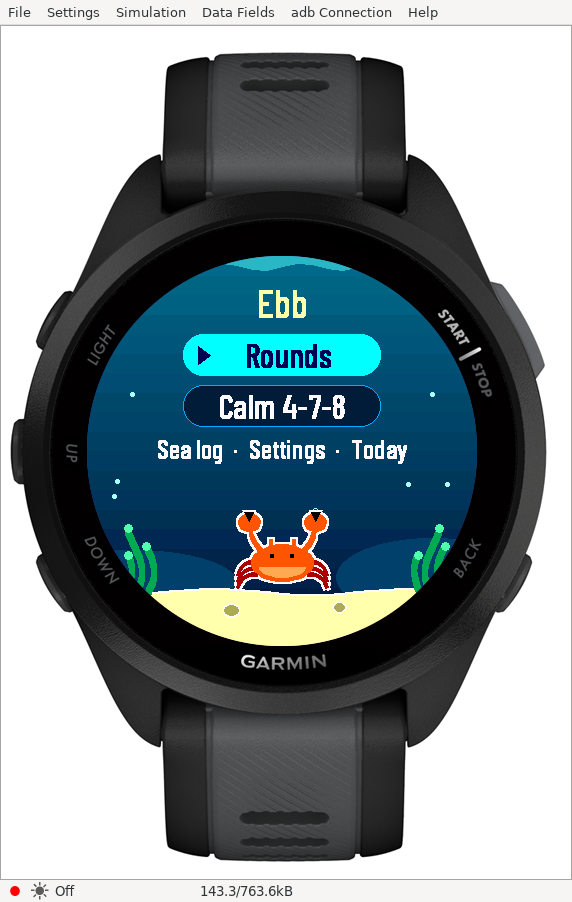 File Settings Simulation Data Fields adb Connection Help
Ebb
LIGHT
START
STOP
Rounds
Calm 4-7-8
UP
Sea log · Settings · Today
DOWN
BACK
GARMIN
Off 143.3/763.6kB